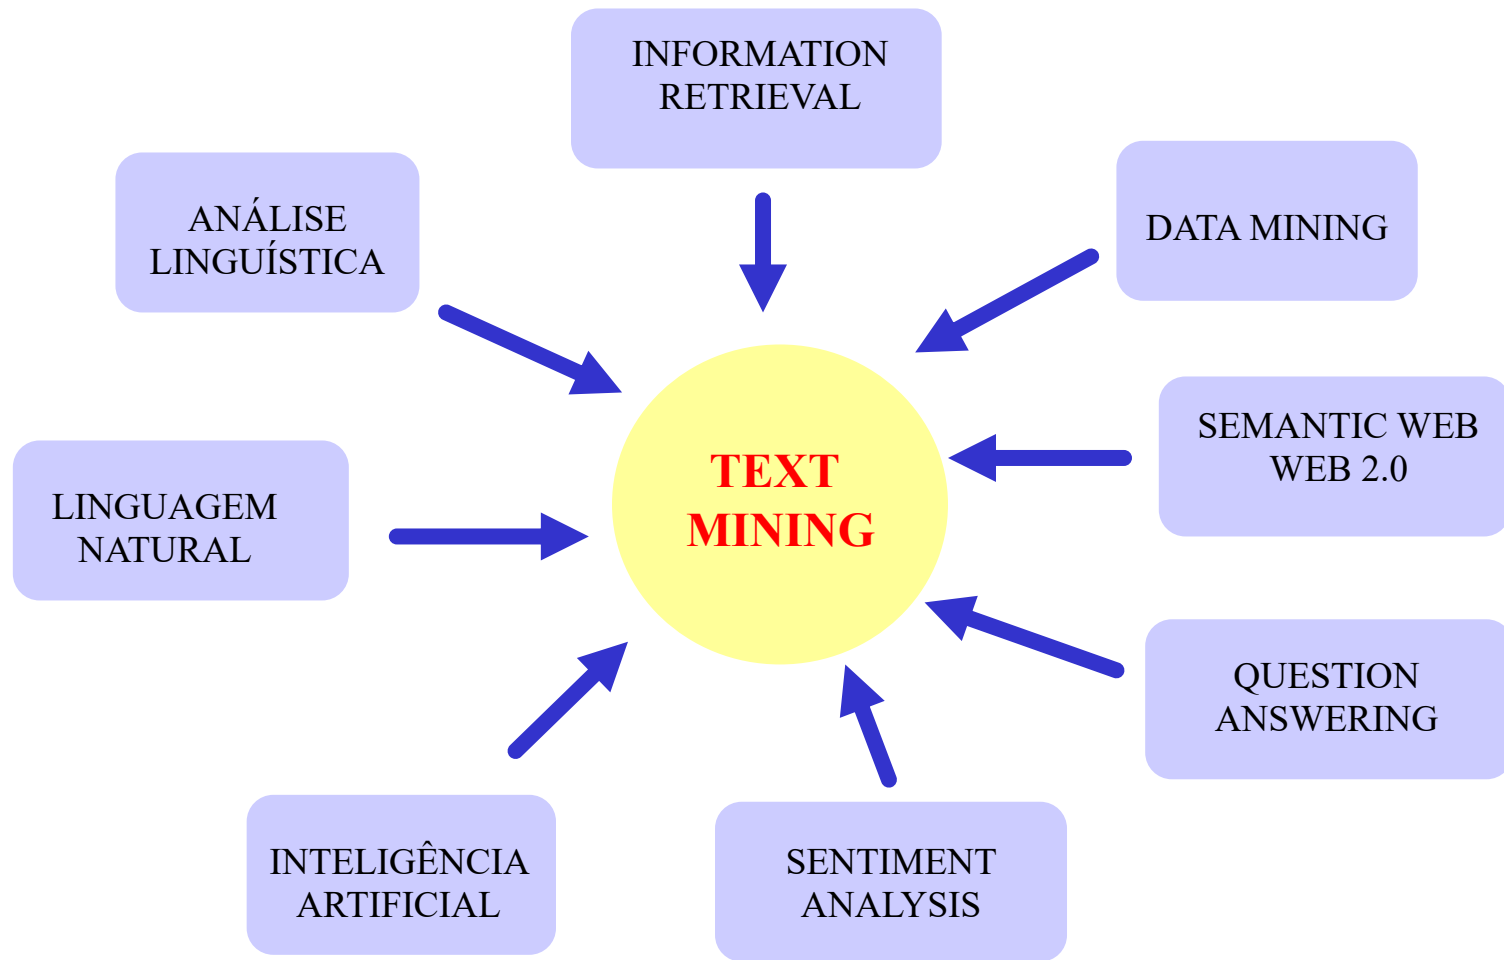 INFORMATION
RETRIEVAL
ANÁLISE
LINGUÍSTICA
DATA MINING
SEMANTIC WEB
WEB 2.0
TEXT
MINING
LINGUAGEM
NATURAL
QUESTION
ANSWERING
INTELIGÊNCIA
ARTIFICIAL
SENTIMENT
ANALYSIS